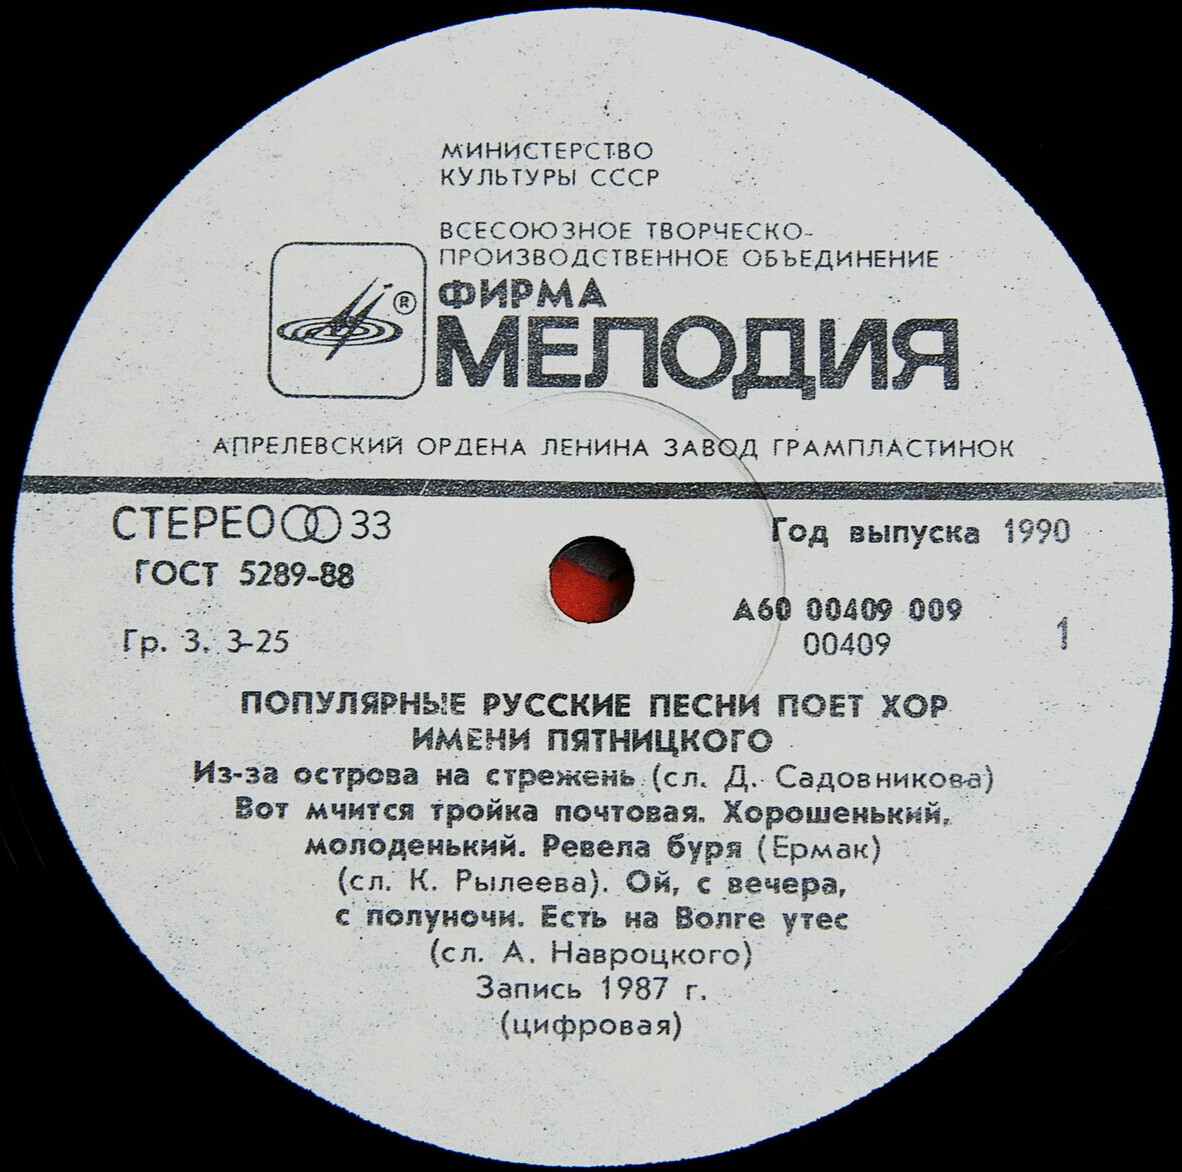 МИНИСТЕРСТВО
КУЛЬТУРЫ СССР
ВСЕСОЮЗНОЕ ТВОРЧЕСКО-
ПРОИЗВОДСТВЕННОЕ ОБЪЕДИНЕНИЕ
ФИРМА
®
МЕЛОДИЯ
АПРЕЛЕВСКИЙ ОРДЕНА ЛЕНИНА ЗАВОД ГРАМПЛАСТИНОК
СТЕРЕО 33
Год выпуска 1990
ГОСТ 5289-88
А60 00409 009
Гр. 3. 3-25
00409
1
ПОПУЛЯРНЫЕ РУССКИЕ ПЕСНИ ПОЕТ ХОР
ИМЕНИ ПЯТНИЦКОГО
Из-за острова на стрежень (сл. Д. Садовникова)
Вот мчится тройка почтовая. Хорошенький,
молоденький. Ревела буря (Ермак)
(сл. К. Рылеева). Ой, с вечера,
с полуночи. Есть на Волге утес
(сл. А. Навроцкого)
Запись 1987 г.
(цифровая)